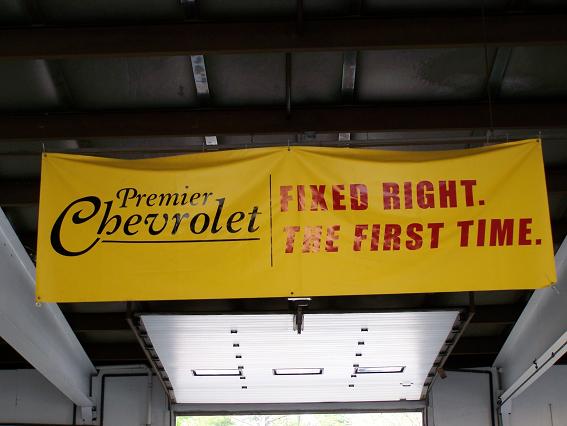 Premier
Chevrolet
FIXED RIGHT.
THE FIRST TIME.